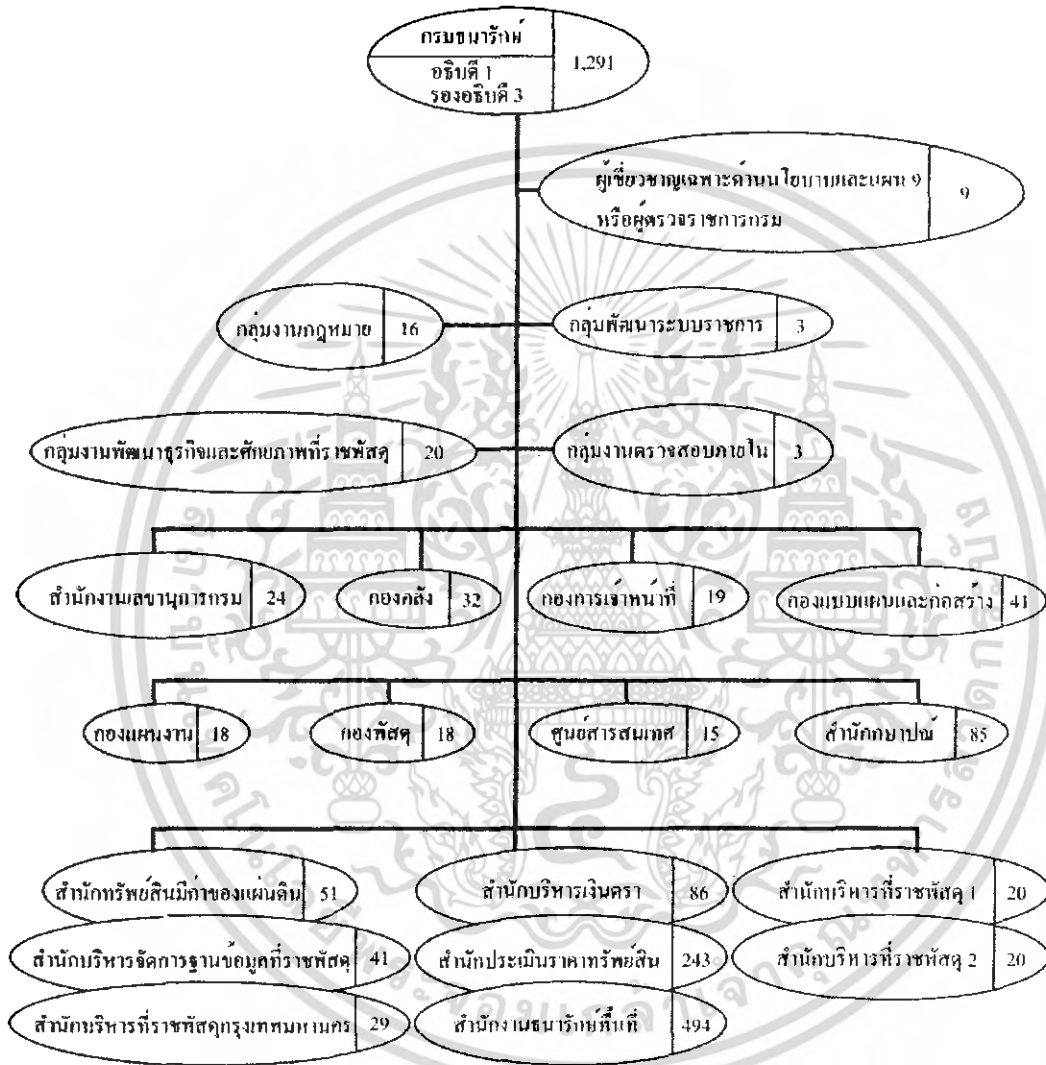 กรมธนารักษ์
อธิบดี 1
รองอธิบดี 3
1,291
ผู้เชี่ยวชาญเฉพาะด้านนโยบายและแผน 9
หรือผู้ตรวจราชการกรม
9
กลุ่มงานกฎหมาย 16
กลุ่มพัฒนาระบบราชการ 3
กลุ่มงานพัฒนาธุรกิจและศักยภาพที่ราชพัสดุ 20
กลุ่มงานตรวจสอบภายใน 3
สำนักงานเลขานุการกรม 24
กองคลัง 32
กองการเจ้าหน้าที่ 19
กองแบบแผนและก่อสร้าง 41
กองแผนงาน 18
กองพัสดุ 18
ศูนย์สารสนเทศ 15
สำนักกษาปณ์ 85
สำนักทรัพย์สินมีค่าของแผ่นดิน 51
สำนักบริหารเงินตรา 86
สำนักบริหารที่ราชพัสดุ 1 20
สำนักบริหารจัดการฐานข้อมูลที่ราชพัสดุ 41
สำนักประเมินราคาทรัพย์สิน 243
สำนักบริหารที่ราชพัสดุ 2 20
สำนักบริหารที่ราชพัสดุกรุงเทพมหานคร 29
สำนักงานธนารักษ์พื้นที่ 494